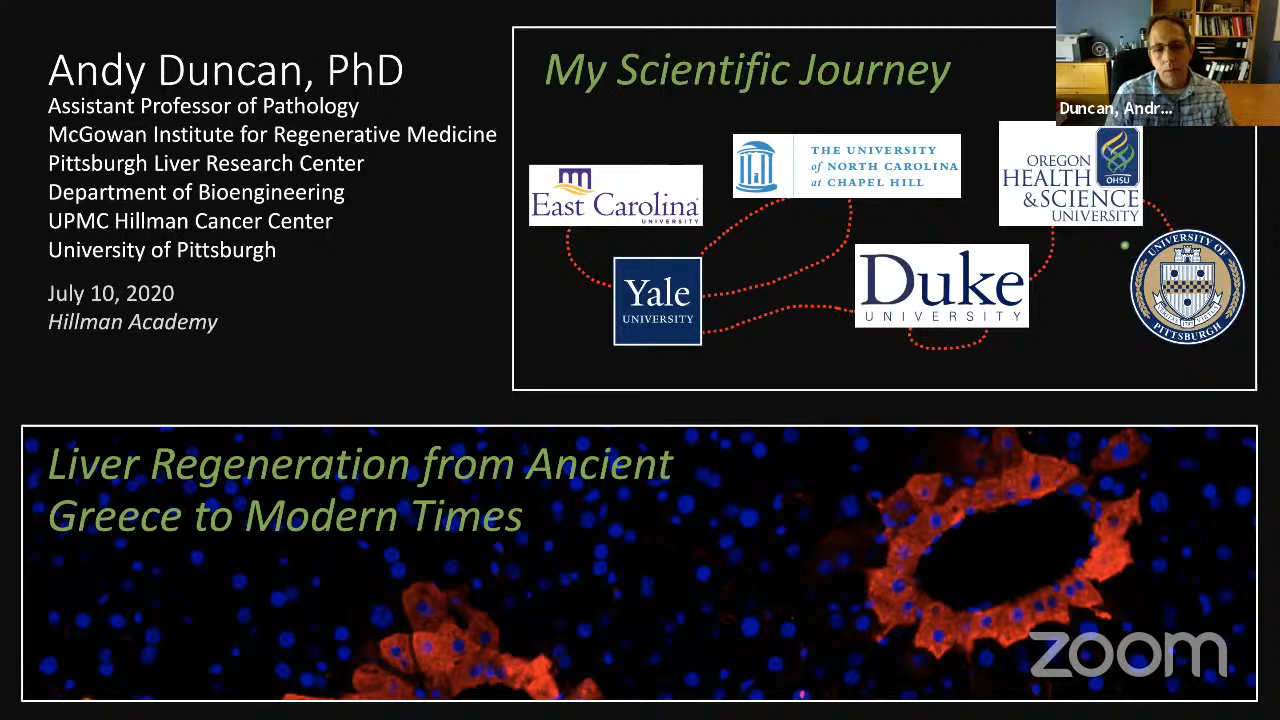 Andy Duncan, PhD
Assistant Professor of Pathology
McGowan Institute for Regenerative Medicine
Pittsburgh Liver Research Center
Department of Bioengineering
UPMC Hillman Cancer Center
University of Pittsburgh
July 10, 2020
Hillman Academy
My Scientific Journey
Duncan, Andr...
East Carolina
UNIVERSITY
THE UNIVERSITY
of NORTH CAROLINA
at CHAPEL HILL
OREGON
HEALTH
& SCIENCE
UNIVERSITY
OHSU
Yale
UNIVERSITY
Duke
UNIVERSITY
UNIVERSITY OF
PITTSBURGH
Liver Regeneration from Ancient
Greece to Modern Times
zoom